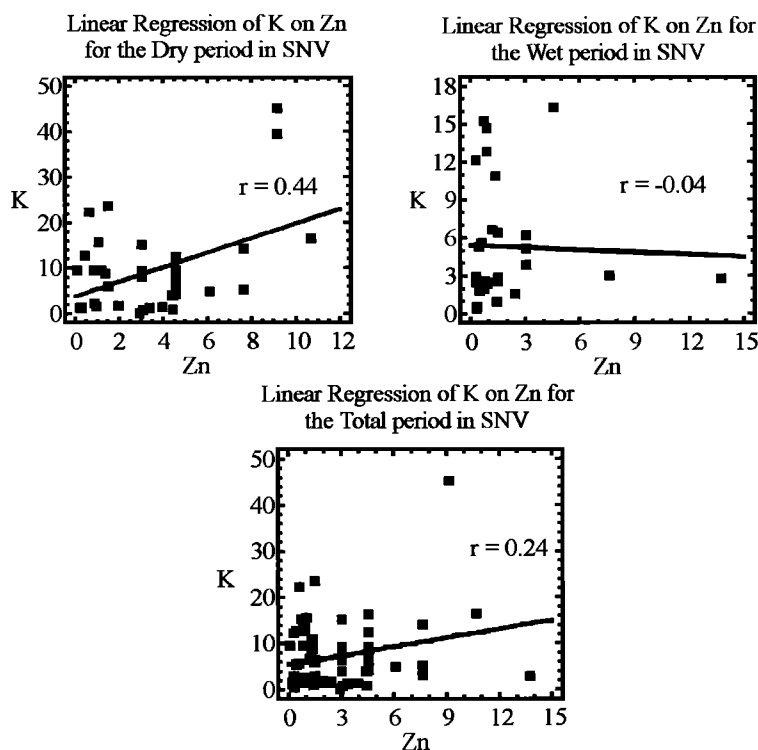 Linear Regression of K on Zn
for the Dry period in SNV
50
40
30
K
20
10
0
r = 0.44
0 2 4 6 8 10 12
Zn
Linear Regression of K on Zn for
the Wet period in SNV
18
15
12
9
K
6
3
0
r = -0.04
0 3 6 9 12 15
Zn
Linear Regression of K on Zn for
the Total period in SNV
50
40
30
K
20
10
0
r = 0.24
0 3 6 9 12 15
Zn